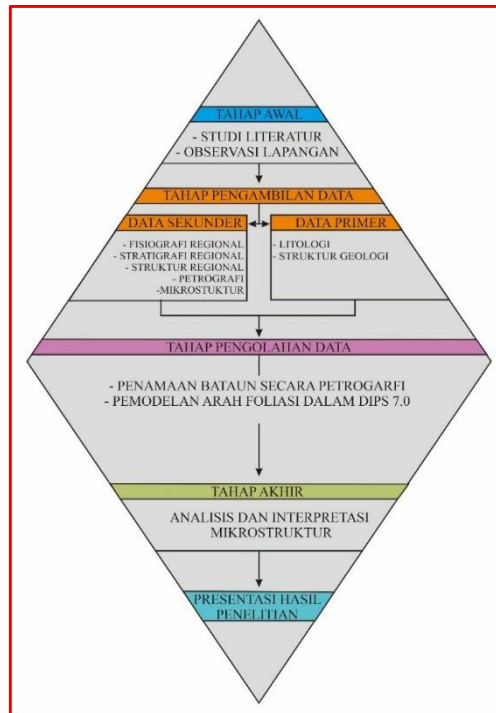 TAHAP AWAL
- STUDI LITERATUR
- OBSERVASI LAPANGAN
TAHAP PENGAMBILAN DATA
DATA SEKUNDER
- FISIOGRAFI REGIONAL
- STRATIGRAFI REGIONAL
- STRUKTUR REGIONAL
- PETROGRAFI
-MIKROSTUKTUR
DATA PRIMER
- LITOLOGI
- STRUKTUR GEOLOGI
TAHAP PENGOLAHAN DATA
- PENAMAAN BATAUN SECARA PETROGARFI
- PEMODELAN ARAH FOLIASI DALAM DIPS 7.0
TAHAP AKHIR
ANALISIS DAN INTERPRETASI
MIKROSTRUKTUR
PRESENTASI HASIL
PENELITIAN